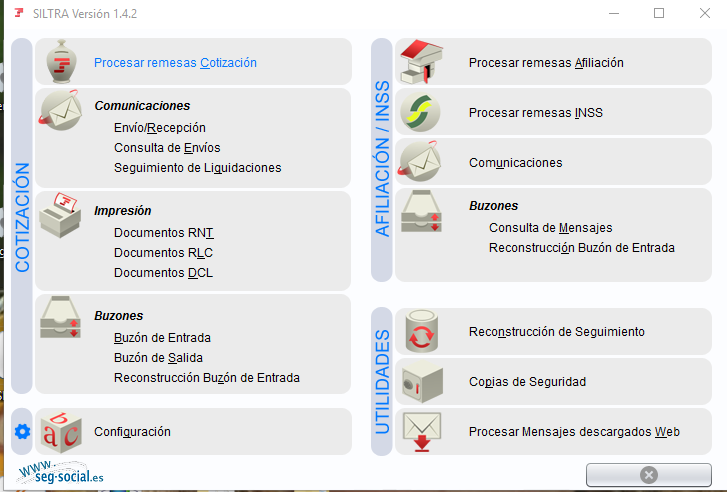 SILTRA Versión 1.4.2
COTIZACIÓN
Procesar remesas Cotización
Comunicaciones
Envío/Recepción
Consulta de Envíos
Seguimiento de Liquidaciones
Impresión
Documentos RNT
Documentos RLC
Documentos DCL
Buzones
Buzón de Entrada
Buzón de Salida
Reconstrucción Buzón de Entrada
Configuración
www.
seg-social.es
AFILIACIÓN / INSS
Procesar remesas Afiliación
Procesar remesas INSS
Comunicaciones
Buzones
Consulta de Mensajes
Reconstrucción Buzón de Entrada
UTILIDADES
Reconstrucción de Seguimiento
Copias de Seguridad
Procesar Mensajes descargados Web